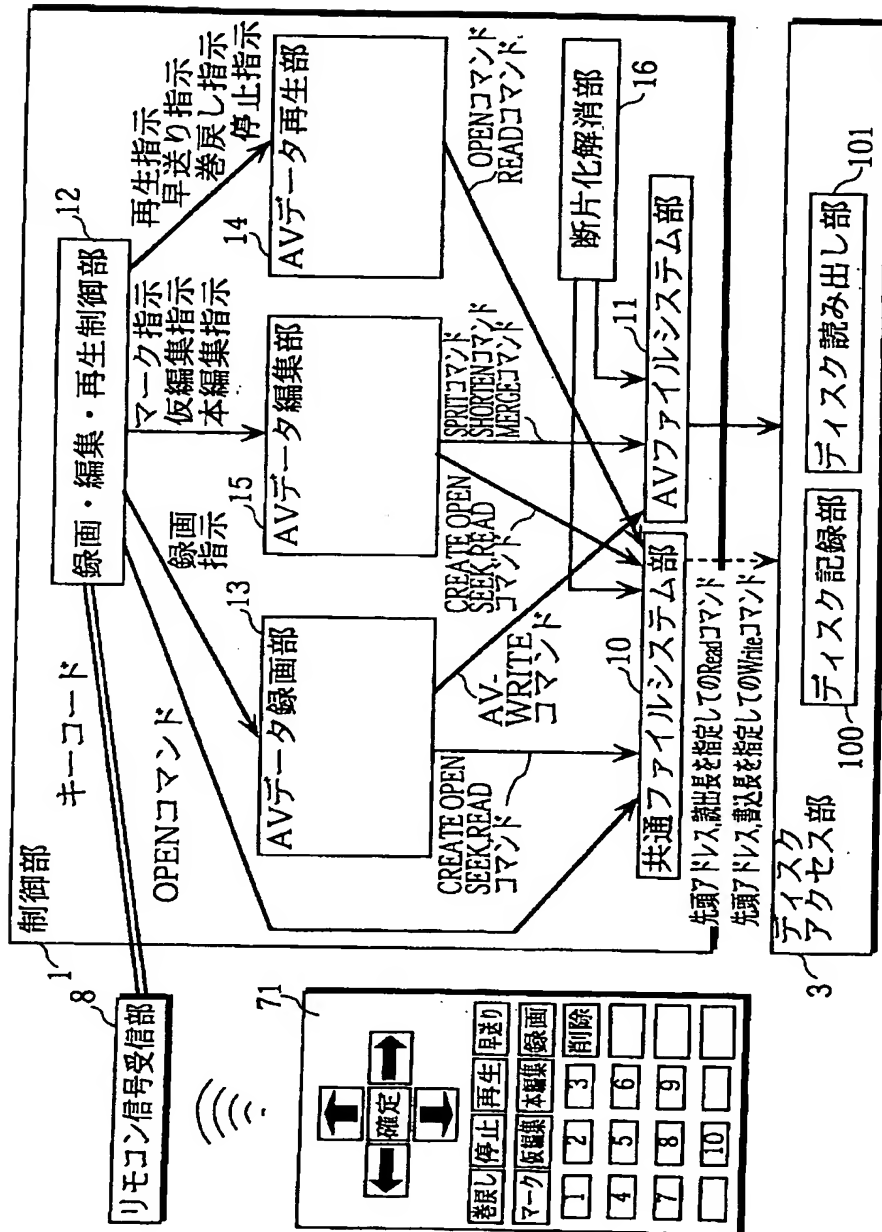 制御部
1
リモコン信号受信部
8
キーコード
OPENコマンド
録画・編集・再生制御部
12
録画
指示
マーク指示
仮編集指示
本編集指示
再生指示
早送り指示
巻戻し指示
停止指示
13
AVデータ録画部
15
AVデータ編集部
14
AVデータ再生部
CREATE OPEN
SEEK,READ
コマンド
AV-
WRITE
コマンド
CREATE OPEN
SEEK,READ
コマンド
SPRITコマンド
SHORTENコマンド
MERGEコマンド
OPENコマンド
READコマンド
断片化解消部
16
共通ファイルシステム部
10
AVファイルシステム部
11
先頭アドレス,読出長を指定してのReadコマンド
先頭アドレス,書込長を指定してのWriteコマンド
ディスク
アクセス部
3
ディスク記録部
100
ディスク読み出し部
101
71
確定
巻戻し 停止 再生 早送り
マーク 仮編集 本編集 録画
1 2 3 削除
4 5 6
7 8 9
10